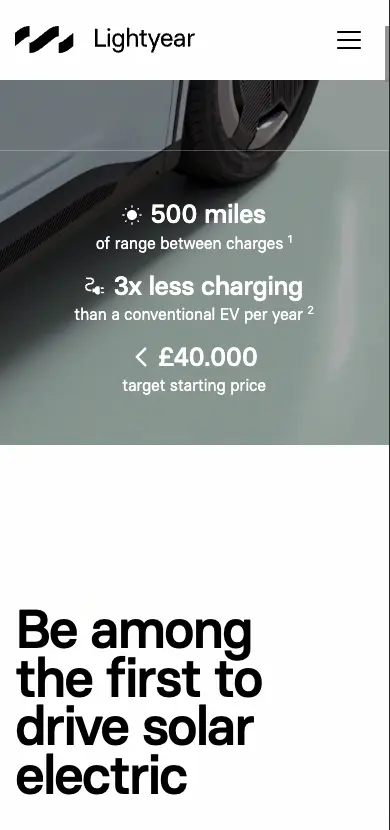 Lightyear
500 miles
of range between charges ¹
3x less charging
than a conventional EV per year ²
< £40.000
target starting price
Be among
the first to
drive solar
electric